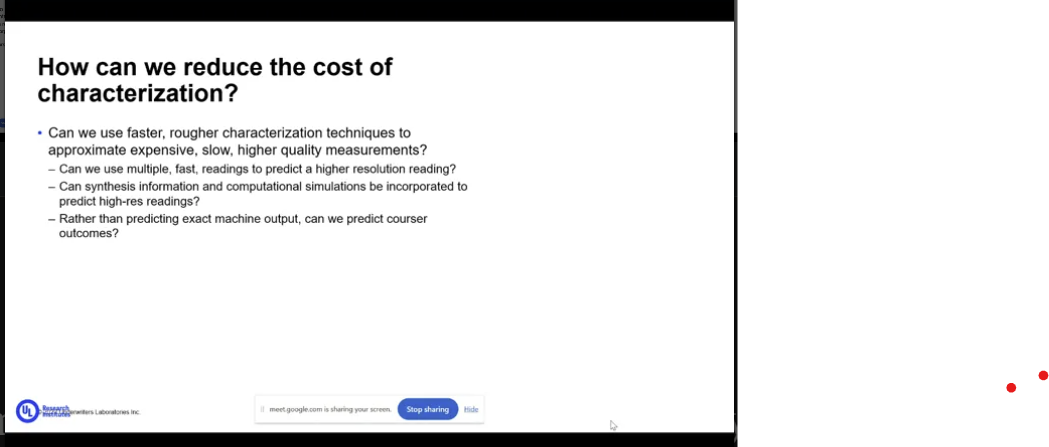 How can we reduce the cost of
characterization?
• Can we use faster, rougher characterization techniques to
approximate expensive, slow, higher quality measurements?
– Can we use multiple, fast, readings to predict a higher resolution reading?
– Can synthesis information and computational simulations be incorporated to
predict high-res readings?
– Rather than predicting exact machine output, can we predict courser
outcomes?
UL Research
Institutes
Laboratories Inc.
meet.google.com is sharing your screen.
Stop sharing
Hide